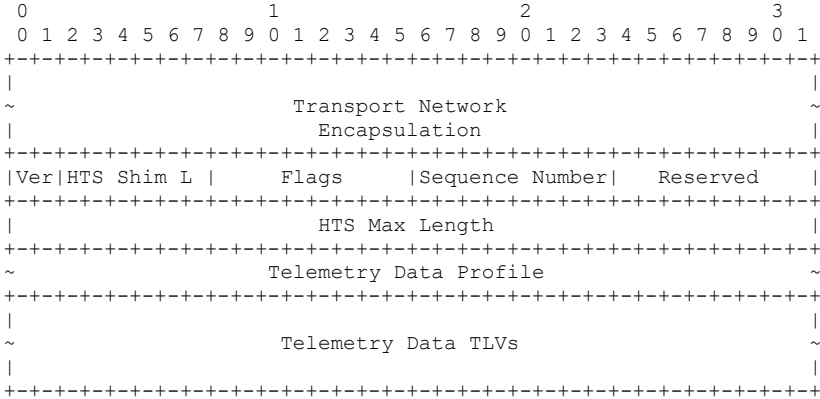 0                   1                   2                   3
 0 1 2 3 4 5 6 7 8 9 0 1 2 3 4 5 6 7 8 9 0 1 2 3 4 5 6 7 8 9 0 1
+-+-+-+-+-+-+-+-+-+-+-+-+-+-+-+-+-+-+-+-+-+-+-+-+-+-+-+-+-+-+-+-+
|                                                               |
~                      Transport Network                        ~
|                        Encapsulation                          |
+-+-+-+-+-+-+-+-+-+-+-+-+-+-+-+-+-+-+-+-+-+-+-+-+-+-+-+-+-+-+-+-+
|Ver|HTS Shim L |     Flags     |Sequence Number|   Reserved    |
+-+-+-+-+-+-+-+-+-+-+-+-+-+-+-+-+-+-+-+-+-+-+-+-+-+-+-+-+-+-+-+-+
|                        HTS Max Length                         |
+-+-+-+-+-+-+-+-+-+-+-+-+-+-+-+-+-+-+-+-+-+-+-+-+-+-+-+-+-+-+-+-+
~                    Telemetry Data Profile                     ~
+-+-+-+-+-+-+-+-+-+-+-+-+-+-+-+-+-+-+-+-+-+-+-+-+-+-+-+-+-+-+-+-+
|                                                               |
~                     Telemetry Data TLVs                       ~
|                                                               |
+-+-+-+-+-+-+-+-+-+-+-+-+-+-+-+-+-+-+-+-+-+-+-+-+-+-+-+-+-+-+-+-+